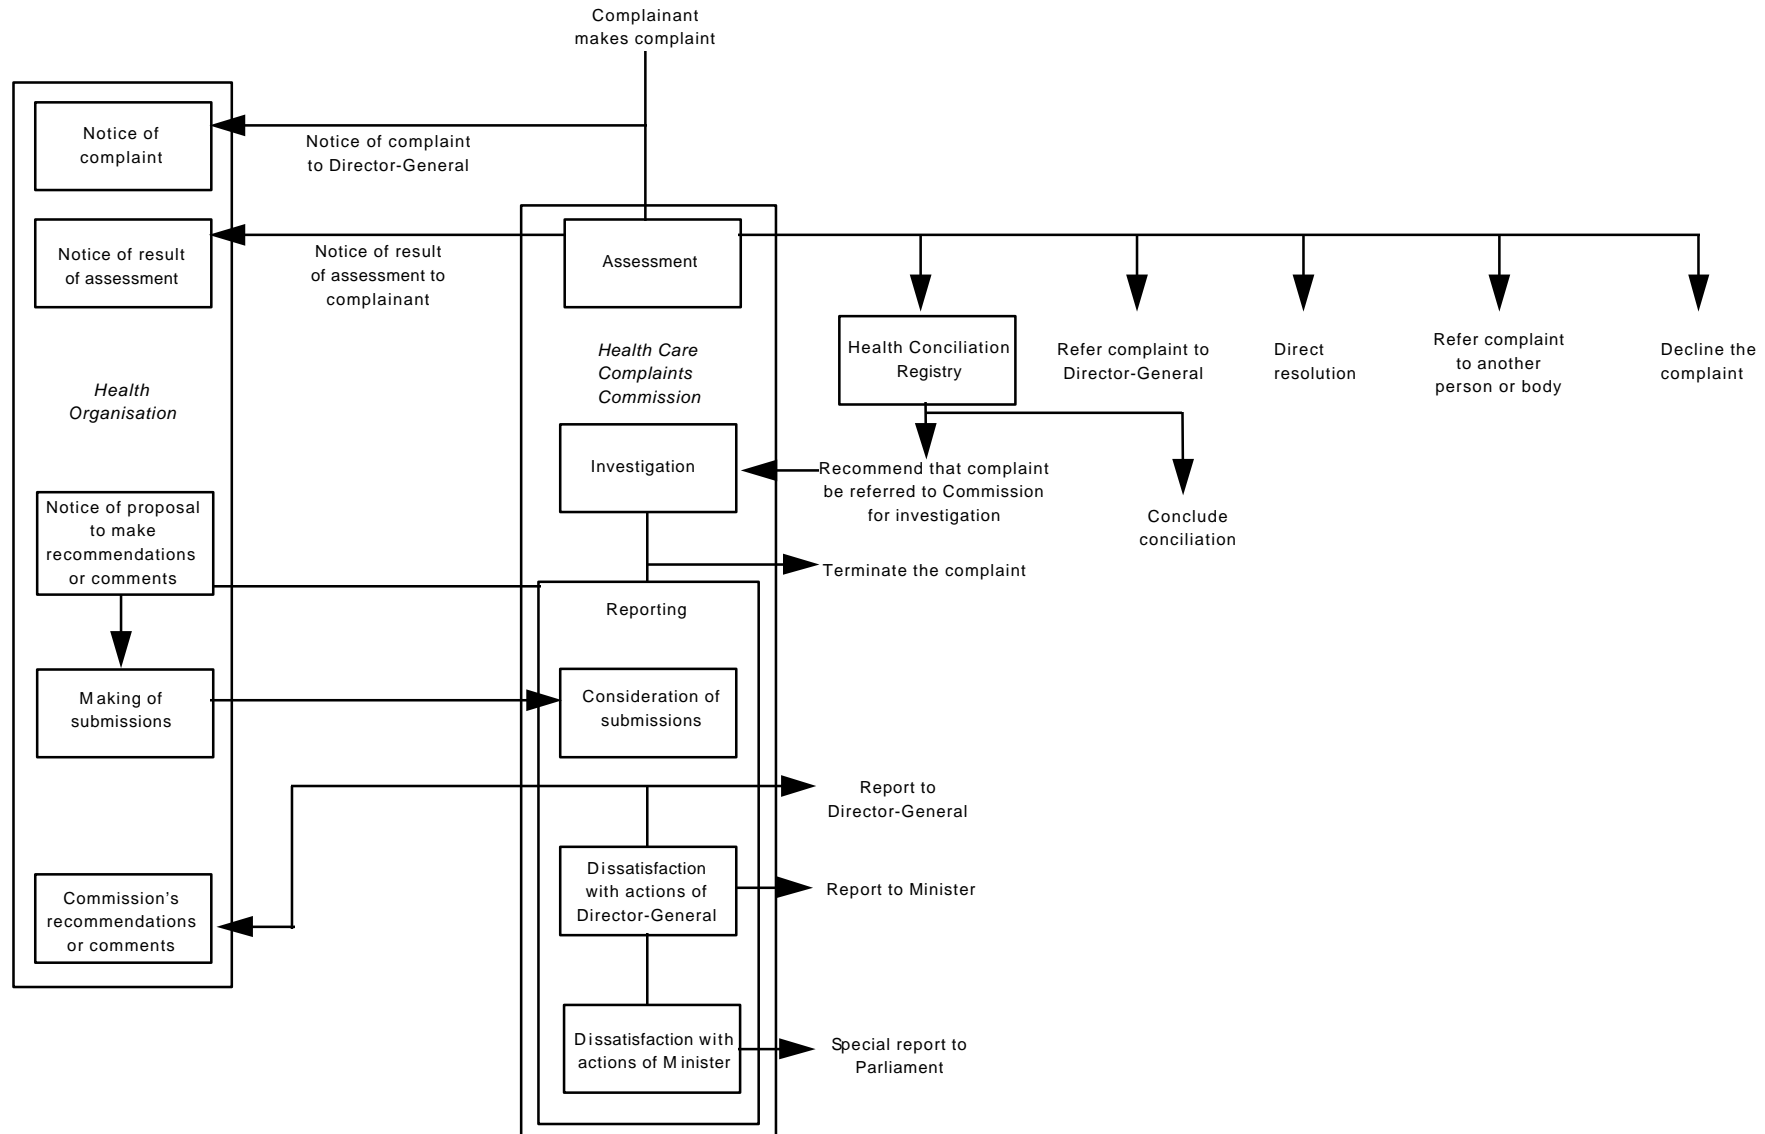 Complainant
makes complaint
Notice of
complaint
Notice of complaint
to Director-General
Notice of result
of assessment
Notice of result
of assessment to
complainant
Assessment
Health Care
Complaints
Commission
Health
Organisation
Health Conciliation
Registry
Refer complaint to
Director-General
Direct
resolution
Refer complaint
to another
person or body
Decline the
complaint
Investigation
Recommend that complaint
be referred to Commission
for investigation
Conclude
conciliation
Notice of proposal
to make
recommendations
or comments
Terminate the complaint
Reporting
Making of
submissions
Consideration of
submissions
Report to
Director-General
Dissatisfaction
with actions of
Director-General
Report to Minister
Commission's
recommendations
or comments
Dissatisfaction with
actions of Minister
Special report to
Parliament